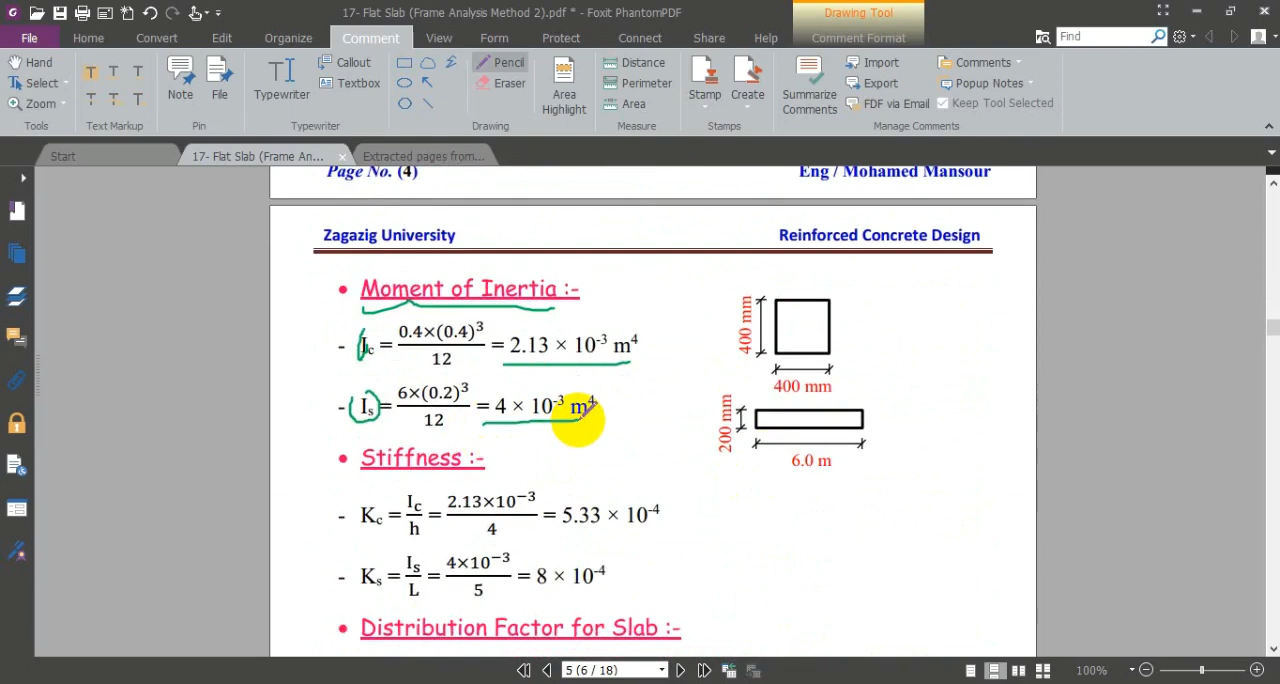 17- Flat Slab (Frame Analysis Method 2).pdf * - Foxit PhantomPDF
Drawing Tool
File Home Convert Edit Organize Comment View Form Protect Connect Share Help Comment Format Find
Hand
Select
Zoom
Tools
T T T
T T T
Text Markup
Note
File
Pin
Typewriter
Callout
Textbox
Typewriter
Pencil
Eraser
Drawing
Area Highlight
Distance
Perimeter
Area
Measure
Stamp
Create
Stamps
Summarize Comments
Import
Export
FDF via Email
Comments
Popup Notes
Keep Tool Selected
Manage Comments
Start 17- Flat Slab (Frame An... × Extracted pages from...
Page No. (4) Eng / Mohamed Mansour
Zagazig University Reinforced Concrete Design
• Moment of Inertia :-
- Ic = 0.4×(0.4)³ / 12 = 2.13 × 10⁻³ m⁴
- Is = 6×(0.2)³ / 12 = 4 × 10⁻³ m⁴
400 mm
400 mm
200 mm
6.0 m
• Stiffness :-
- Kc = Ic / h = 2.13×10⁻³ / 4 = 5.33 × 10⁻⁴
- Ks = Is / L = 4×10⁻³ / 5 = 8 × 10⁻⁴
• Distribution Factor for Slab :-
5 (6 / 18) 100%